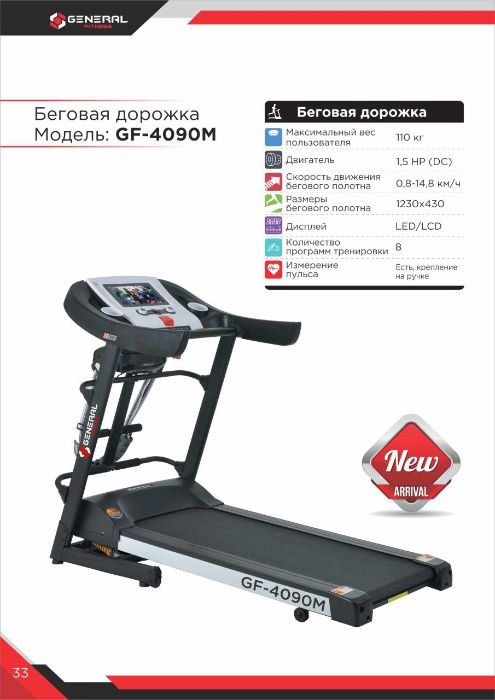 GENERAL
FITNESS
Беговая дорожка
Модель: GF-4090M
Беговая дорожка
Максимальный вес
пользователя
110 кг
Двигатель
1,5 HP (DC)
Скорость движения
бегового полотна
0,8-14,8 км/ч
Размеры
бегового полотна
1230x430
Дисплей
LED/LCD
Количество
программ тренировки
8
Измерение
пульса
Есть, крепление
на ручке
GENERAL
New
ARRIVAL
GF-4090M
33